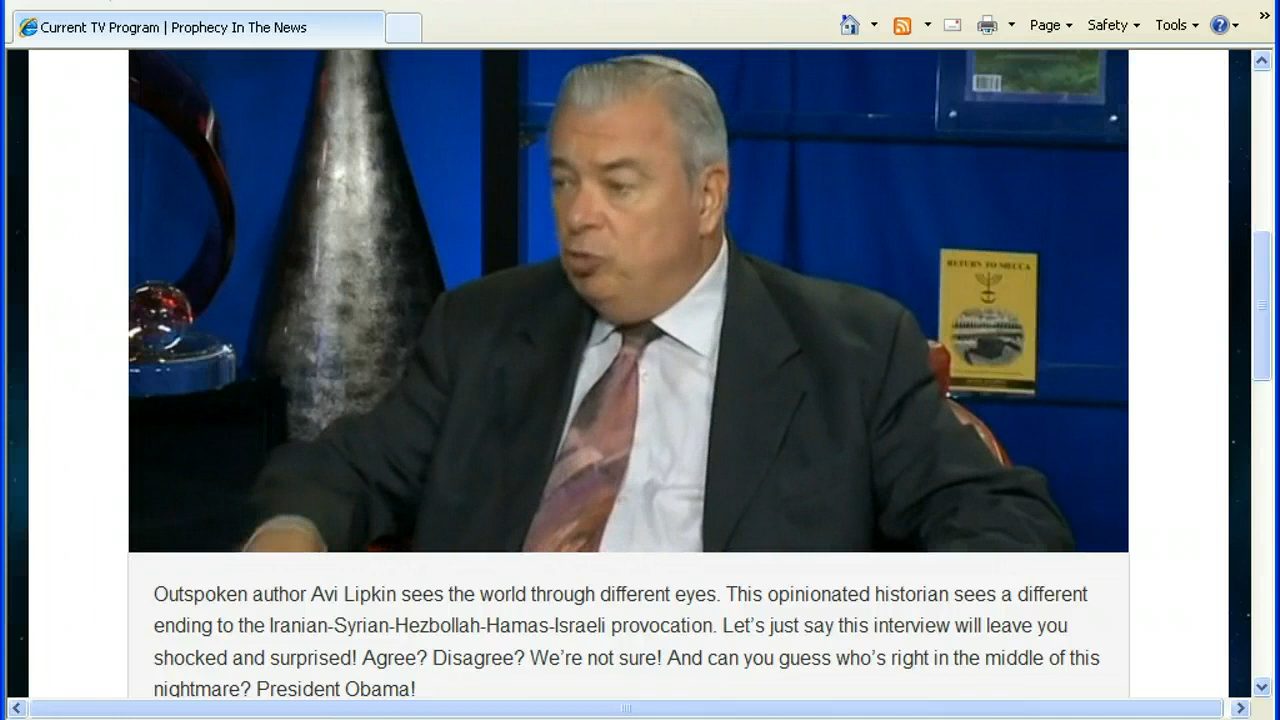 Current TV Program | Prophecy In The News
Page
Safety
Tools
»
RETURN TO MECCA
Outspoken author Avi Lipkin sees the world through different eyes. This opinionated historian sees a different
ending to the Iranian-Syrian-Hezbollah-Hamas-Israeli provocation. Let’s just say this interview will leave you
shocked and surprised! Agree? Disagree? We’re not sure! And can you guess who’s right in the middle of this
nightmare? President Obama!